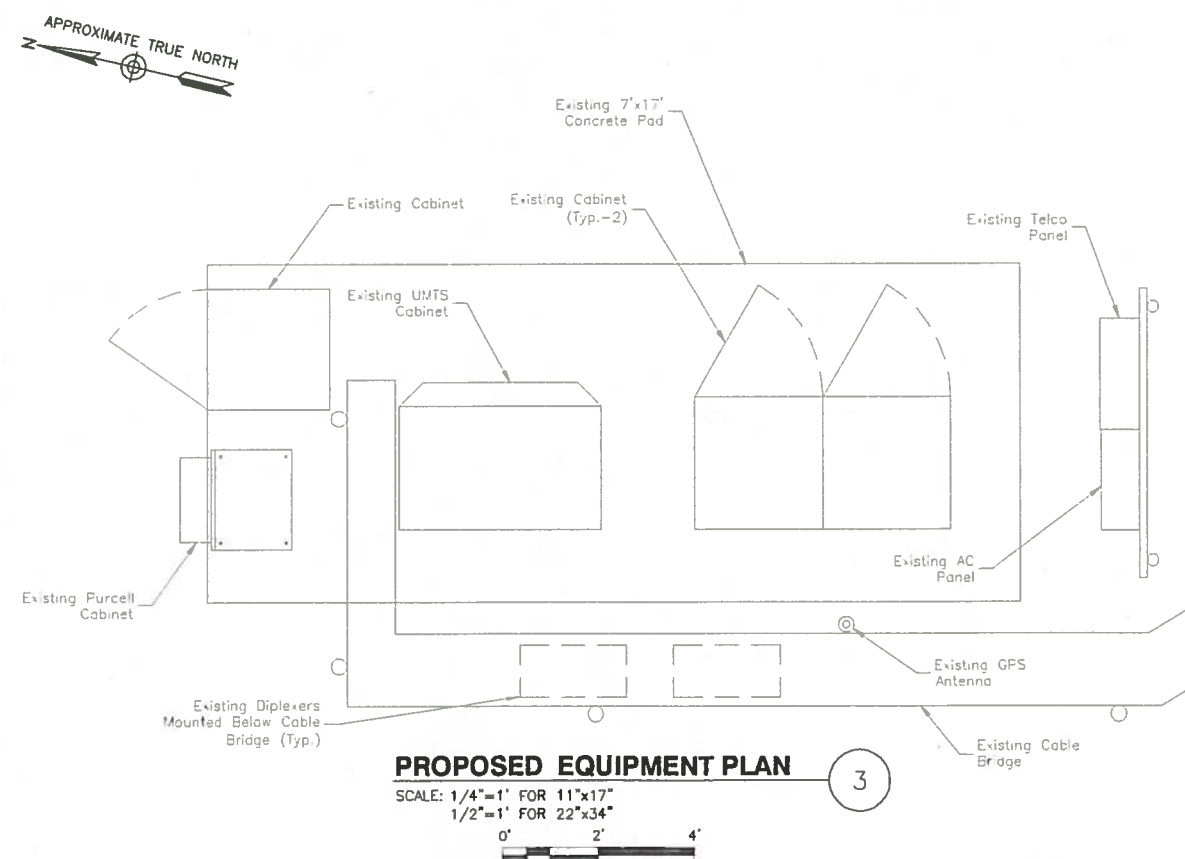 APPROXIMATE TRUE NORTH
N
Existing 7'x17'
Concrete Pad
Existing Cabinet
Existing Cabinet
(Typ.-2)
Existing Telco
Panel
Existing UMTS
Cabinet
Existing AC
Panel
Existing Purcell
Cabinet
Existing GPS
Antenna
Existing Diplexers
Mounted Below Cable
Bridge (Typ.)
Existing Cable
Bridge
PROPOSED EQUIPMENT PLAN
3
SCALE: 1/4"=1' FOR 11"x17"
1/2"=1' FOR 22"x34"
0' 2' 4'